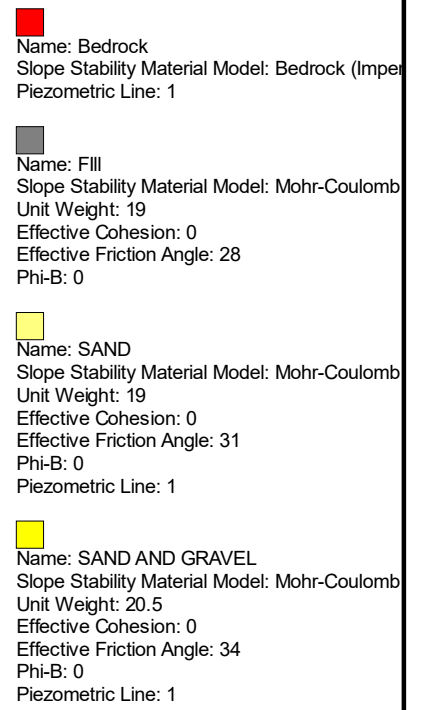 Name: Bedrock
Slope Stability Material Model: Bedrock (Imper
Piezometric Line: 1
Name: FIll
Slope Stability Material Model: Mohr-Coulomb
Unit Weight: 19
Effective Cohesion: 0
Effective Friction Angle: 28
Phi-B: 0
Name: SAND
Slope Stability Material Model: Mohr-Coulomb
Unit Weight: 19
Effective Cohesion: 0
Effective Friction Angle: 31
Phi-B: 0
Piezometric Line: 1
Name: SAND AND GRAVEL
Slope Stability Material Model: Mohr-Coulomb
Unit Weight: 20.5
Effective Cohesion: 0
Effective Friction Angle: 34
Phi-B: 0
Piezometric Line: 1